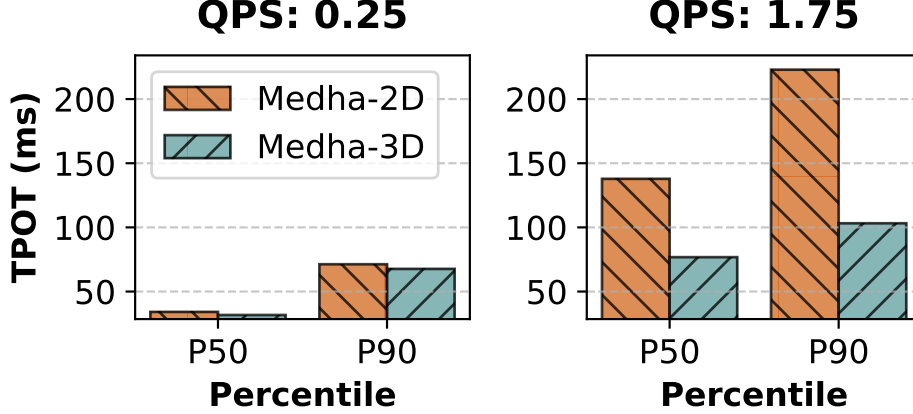 QPS: 0.25
TPOT (ms)
200
150
100
50
Medha-2D
Medha-3D
P50
P90
Percentile
QPS: 1.75
200
150
100
50
P50
P90
Percentile